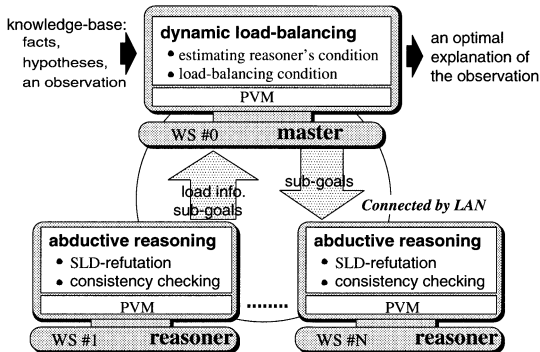 knowledge-base:
facts,
hypotheses,
an observation
dynamic load-balancing
• estimating reasoner's condition
• load-balancing condition
PVM
WS #0 master
an optimal
explanation of
the observation
load info.
sub-goals
sub-goals
Connected by LAN
abductive reasoning
• SLD-refutation
• consistency checking
PVM
WS #1 reasoner
........
abductive reasoning
• SLD-refutation
• consistency checking
PVM
WS #N reasoner